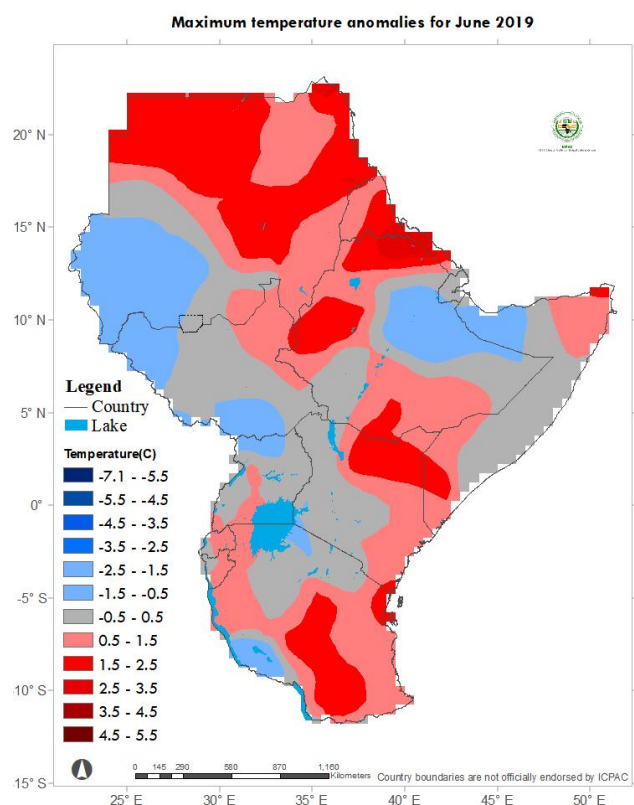 Maximum temperature anomalies for June 2019
20° N
15° N
10° N
5° N
0°
-5° S
-10° S
-15° S
Legend
Country
Lake
Temperature(C)
-7.1 - -5.5
-5.5 - -4.5
-4.5 - -3.5
-3.5 - -2.5
-2.5 - -1.5
-1.5 - -0.5
-0.5 - 0.5
0.5 - 1.5
1.5 - 2.5
2.5 - 3.5
3.5 - 4.5
4.5 - 5.5
0 145 290 580 870 1,160
Kilometers
Country boundaries are not officially endorsed by ICPAC
25° E 30° E 35° E 40° E 45° E 50° E